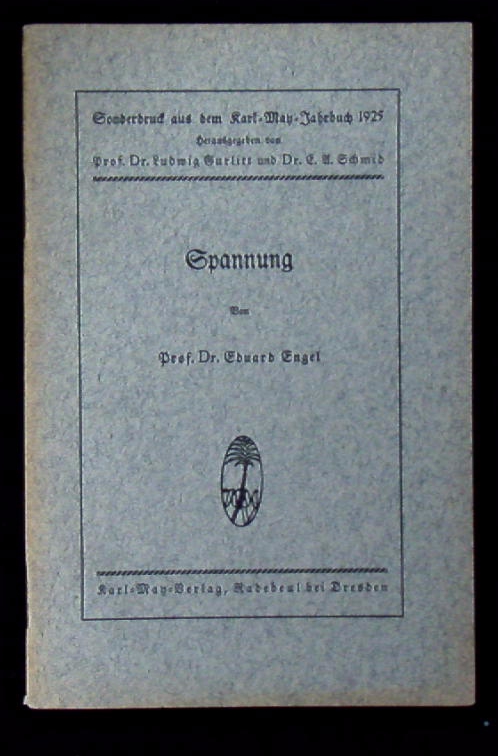 Sonderdruck aus dem Karl-May-Jahrbuch 1925
Herausgegeben von
Prof. Dr. Ludwig Gurlitt und Dr. E. A. Schmid
Spannung
Von
Prof. Dr. Eduard Engel
Karl-May-Verlag, Radebeul bei Dresden